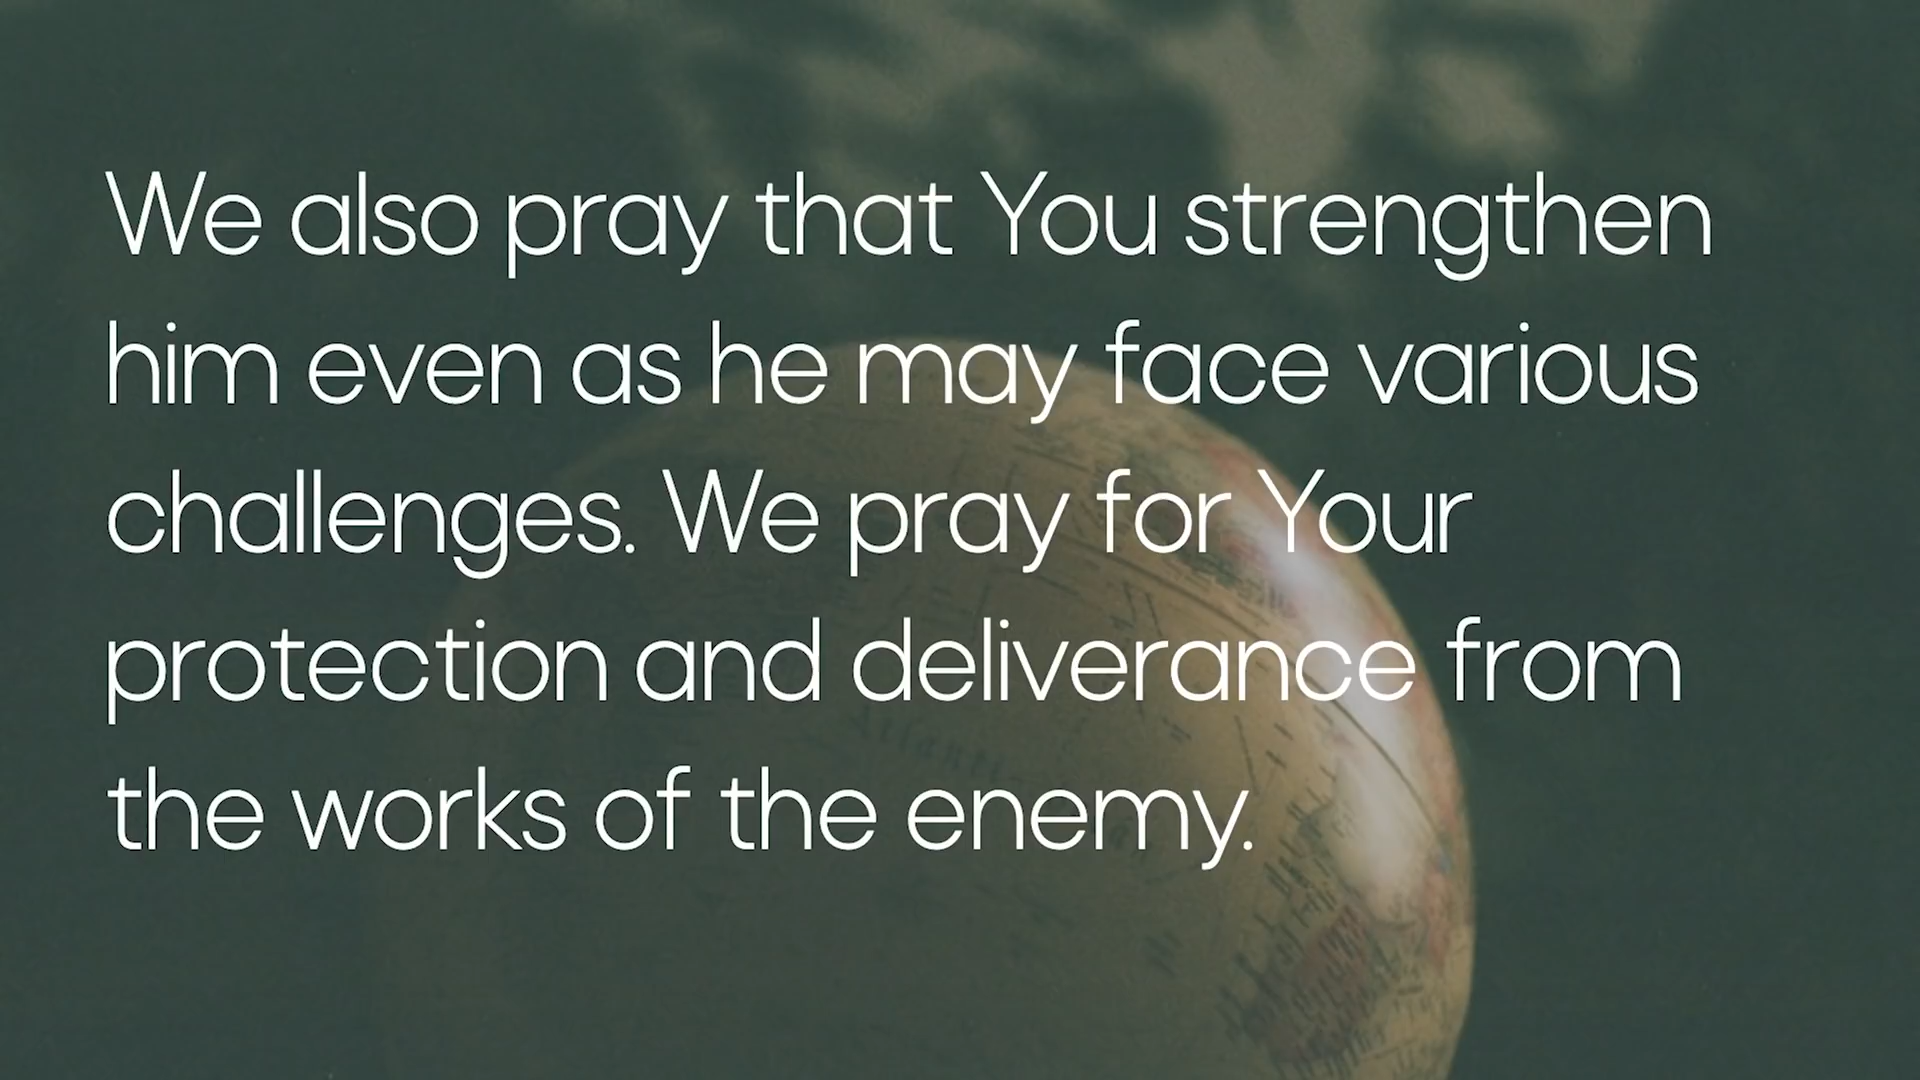 We also pray that You strengthen
him even as he may face various
challenges. We pray for Your
protection and deliverance from
the works of the enemy.